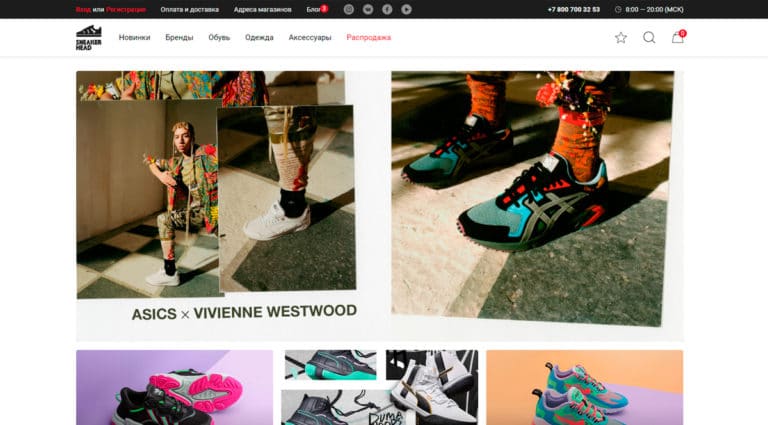 Вход или Регистрация Оплата и доставка Адреса магазинов Блог 3 +7 800 700 32 53 8:00 — 20:00 (МСК)
SNEAKER
HEAD
Новинки Бренды Обувь Одежда Аксессуары Распродажа 0
ASICS × VIVIENNE WESTWOOD
PUMA